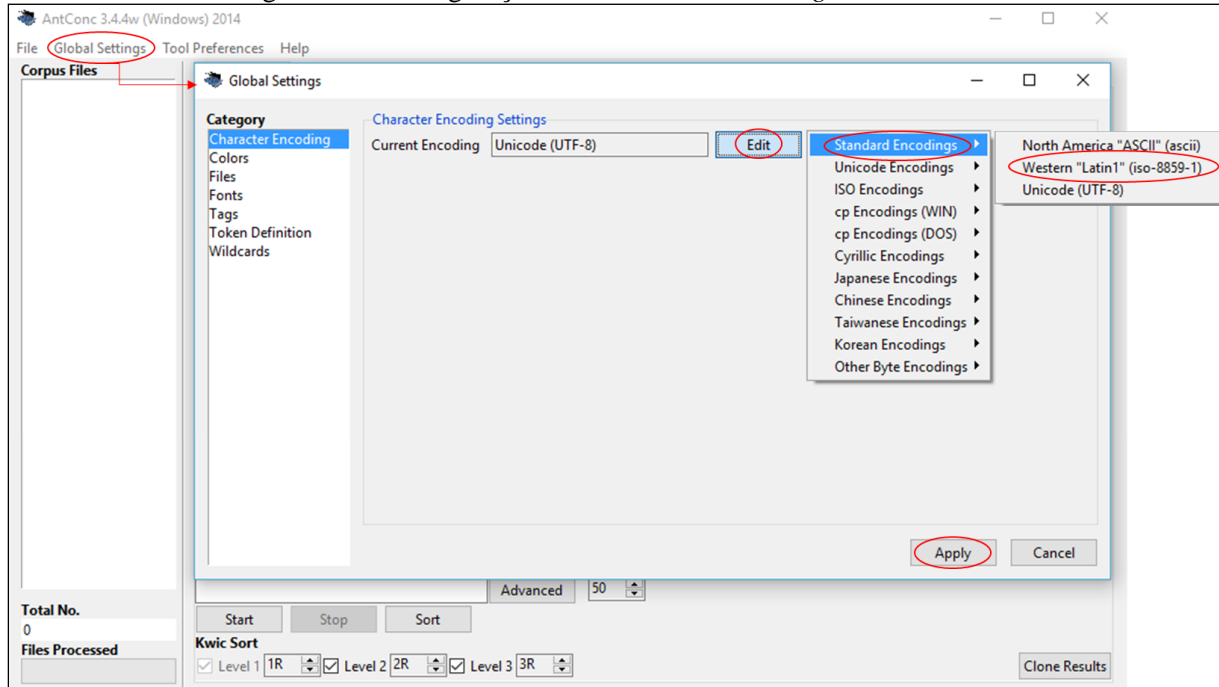 AntConc 3.4.4w (Windows) 2014
File Global Settings Tool Preferences Help
Corpus Files
Global Settings
Category
Character Encoding
Colors
Files
Fonts
Tags
Token Definition
Wildcards
Character Encoding Settings
Current Encoding Unicode (UTF-8) Edit
Standard Encodings
Unicode Encodings
ISO Encodings
cp Encodings (WIN)
cp Encodings (DOS)
Cyrillic Encodings
Japanese Encodings
Chinese Encodings
Taiwanese Encodings
Korean Encodings
Other Byte Encodings
North America "ASCII" (ascii)
Western "Latin1" (iso-8859-1)
Unicode (UTF-8)
Apply Cancel
Advanced 50
Total No.
0
Files Processed
Start Stop Sort
Kwic Sort
Level 1 1R Level 2 2R Level 3 3R
Clone Results